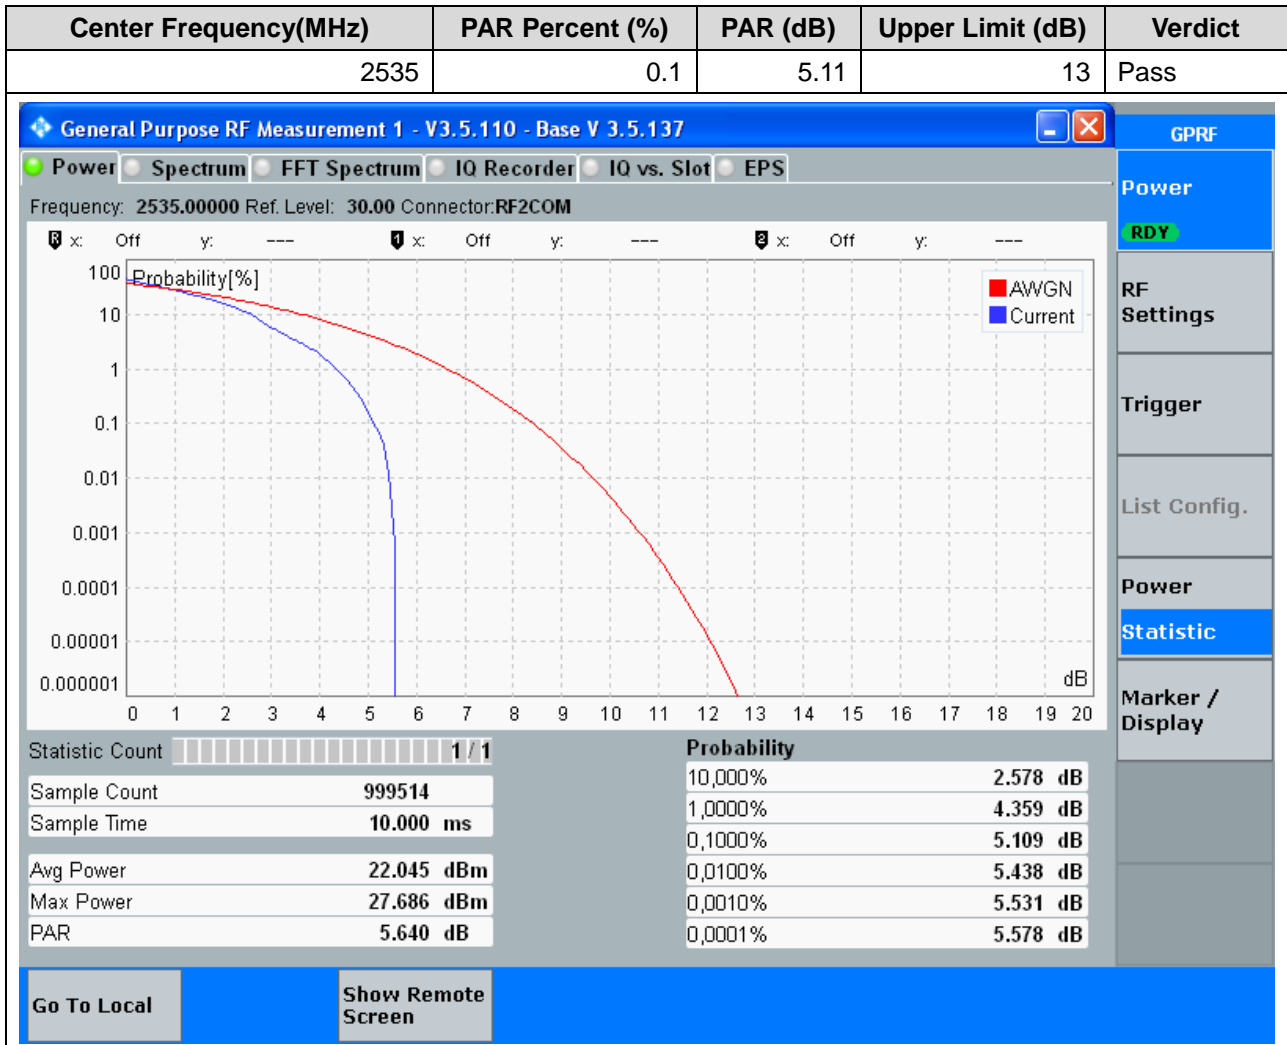 Center Frequency(MHz) PAR Percent (%) PAR (dB) Upper Limit (dB) Verdict
2535 0.1 5.11 13 Pass
General Purpose RF Measurement 1 - V3.5.110 - Base V 3.5.137
GPRF
Power Spectrum FFT Spectrum IQ Recorder IQ vs. Slot EPS
Power
RDY
Frequency: 2535.00000 Ref. Level: 30.00 Connector:RF2COM
R x: Off y: --- 1 x: Off y: --- 2 x: Off y: ---
Probability[%]
AWGN
Current
100
10
1
0.1
0.01
0.001
0.0001
0.00001
0.000001
dB
0 1 2 3 4 5 6 7 8 9 10 11 12 13 14 15 16 17 18 19 20
RF
Settings
Trigger
List Config.
Power
Statistic
Marker /
Display
Statistic Count 1 / 1
Sample Count 999514
Sample Time 10.000 ms
Avg Power 22.045 dBm
Max Power 27.686 dBm
PAR 5.640 dB
Probability
10,000% 2.578 dB
1,0000% 4.359 dB
0,1000% 5.109 dB
0,0100% 5.438 dB
0,0010% 5.531 dB
0,0001% 5.578 dB
Go To Local
Show Remote
Screen